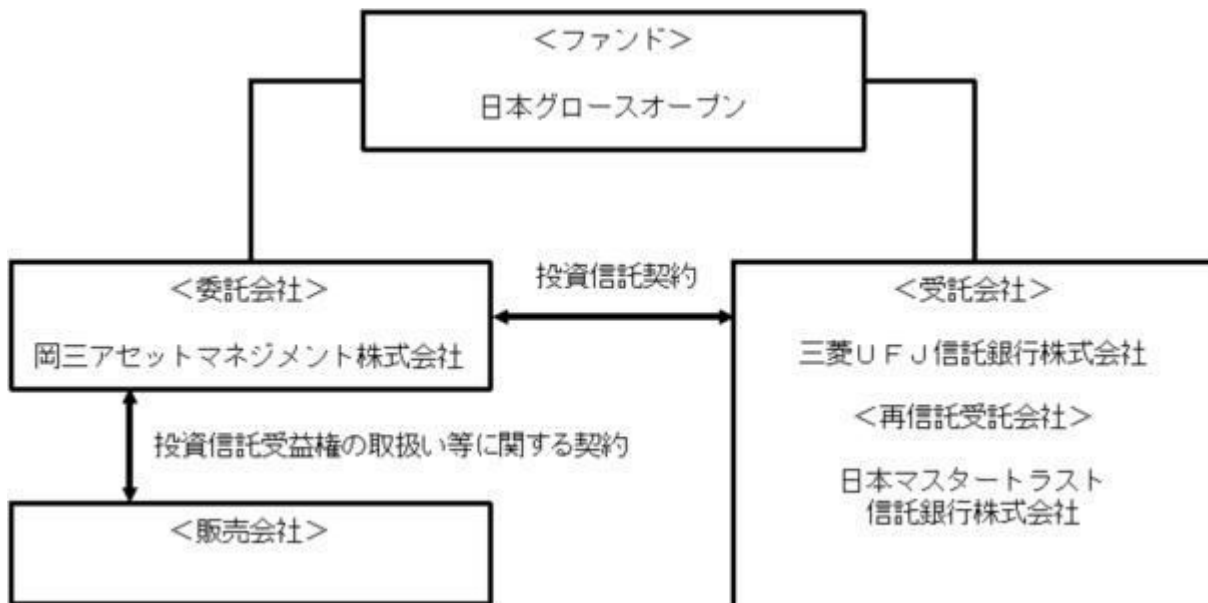 ＜ファンド＞
日本グロースオープン
＜委託会社＞
岡三アセットマネジメント株式会社
投資信託契約
＜受託会社＞
三菱ＵＦＪ信託銀行株式会社
＜再信託受託会社＞
日本マスタートラスト
信託銀行株式会社
投資信託受益権の取扱い等に関する契約
＜販売会社＞